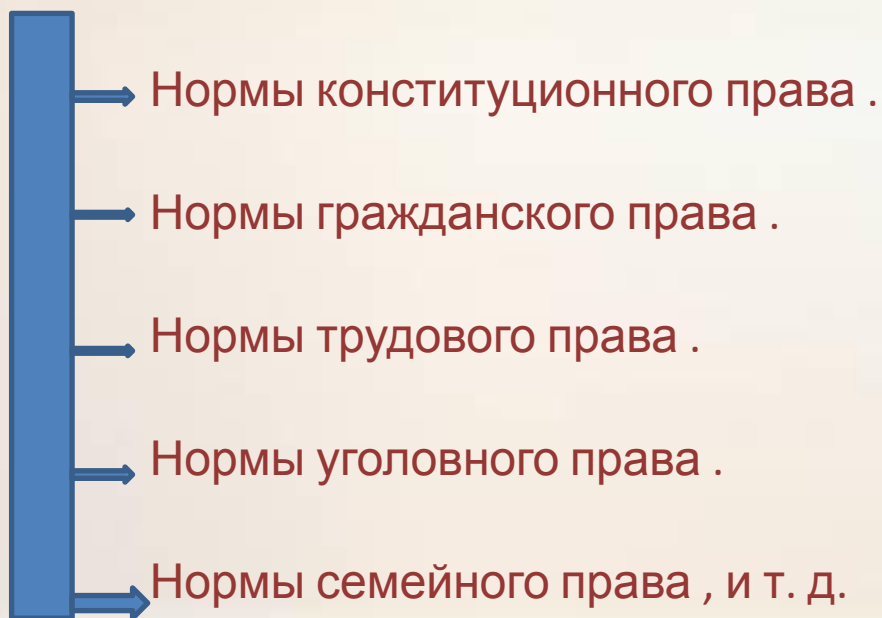 Нормы конституционного права .
Нормы гражданского права .
Нормы трудового права .
Нормы уголовного права .
Нормы семейного права , и т. д.